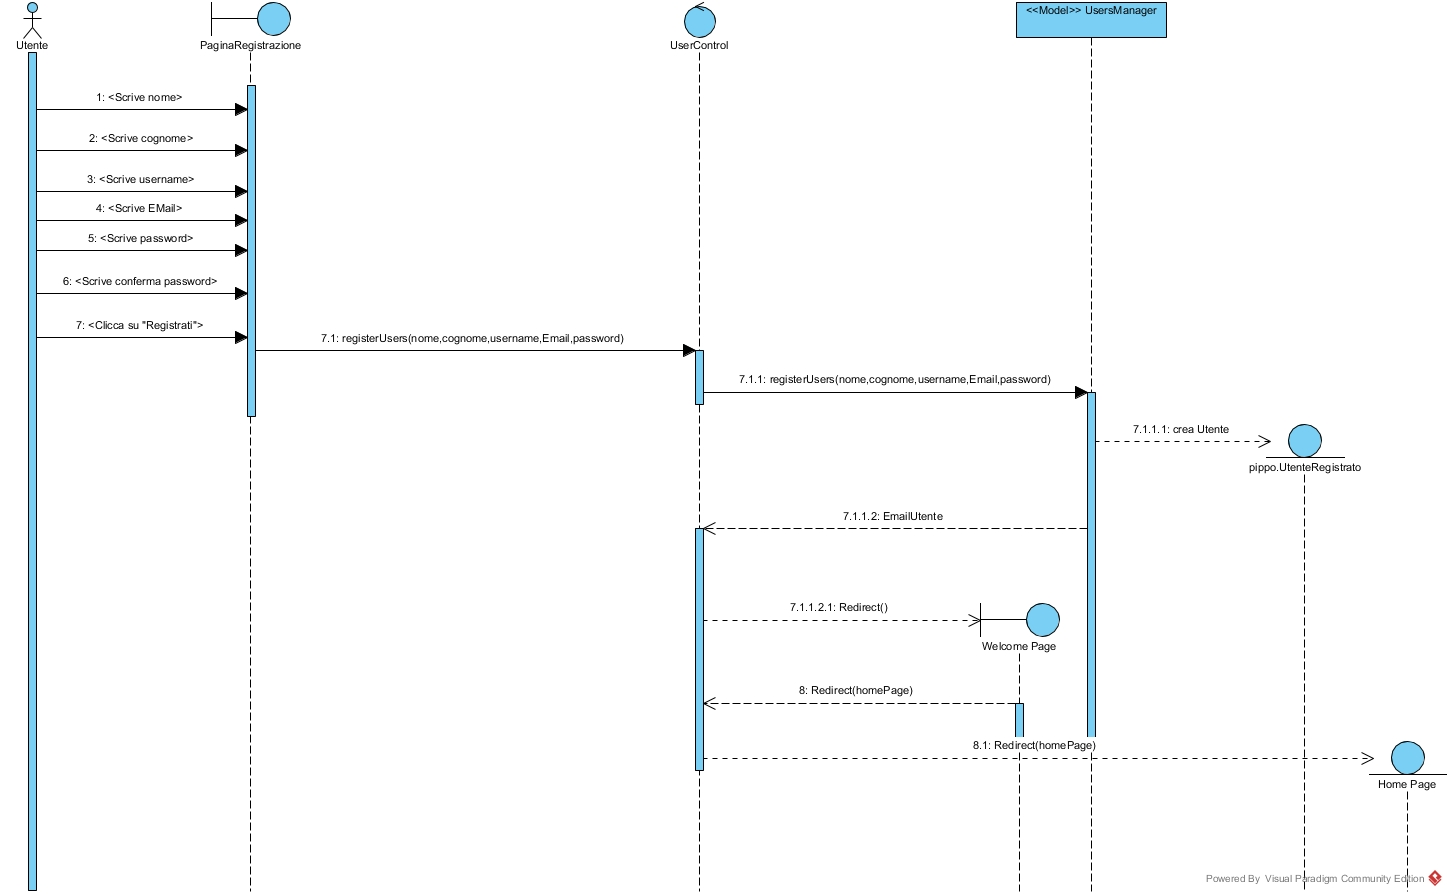 Utente
PaginaRegistrazione
UserControl
<<Model>> UsersManager
1: <Scrive nome>
2: <Scrive cognome>
3: <Scrive username>
4: <Scrive EMail>
5: <Scrive password>
6: <Scrive conferma password>
7: <Clicca su "Registrati">
7.1: registerUsers(nome,cognome,username,Email,password)
7.1.1: registerUsers(nome,cognome,username,Email,password)
7.1.1.1: crea Utente
pippo.UtenteRegistrato
7.1.1.2: EmailUtente
7.1.1.2.1: Redirect()
Welcome Page
8: Redirect(homePage)
8.1: Redirect(homePage)
Home Page
Powered By Visual Paradigm Community Edition